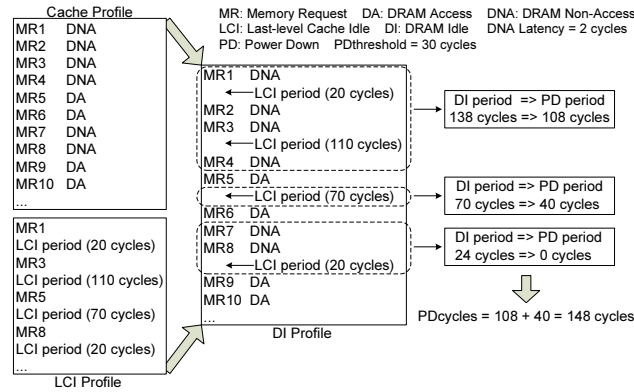 Cache Profile
MR1 DNA
MR2 DNA
MR3 DNA
MR4 DNA
MR5 DA
MR6 DA
MR7 DNA
MR8 DNA
MR9 DA
MR10 DA
...
MR1
LCI period (20 cycles)
MR3
LCI period (110 cycles)
MR5
LCI period (70 cycles)
MR8
LCI period (20 cycles)
...
LCI Profile
MR: Memory Request DA: DRAM Access DNA: DRAM Non-Access
LCI: Last-level Cache Idle DI: DRAM Idle DNA Latency = 2 cycles
PD: Power Down PDthreshold = 30 cycles
MR1 DNA
LCI period (20 cycles)
MR2 DNA
MR3 DNA
LCI period (110 cycles)
MR4 DNA
MR5 DA
LCI period (70 cycles)
MR6 DA
MR7 DNA
MR8 DNA
LCI period (20 cycles)
MR9 DA
MR10 DA
...
DI Profile
DI period => PD period
138 cycles => 108 cycles
DI period => PD period
70 cycles => 40 cycles
DI period => PD period
24 cycles => 0 cycles
PDcycles = 108 + 40 = 148 cycles